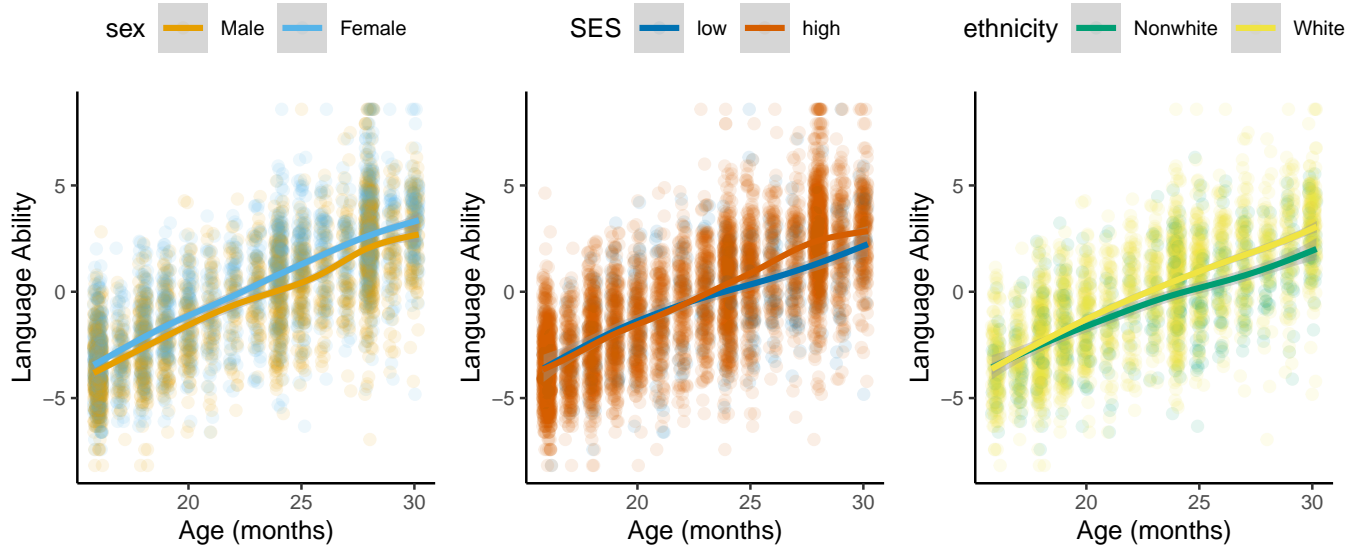 sex Male Female
SES low high
ethnicity Nonwhite White
Language Ability
5
0
−5
20 25 30
Age (months)
Language Ability
5
0
−5
20 25 30
Age (months)
Language Ability
5
0
−5
20 25 30
Age (months)